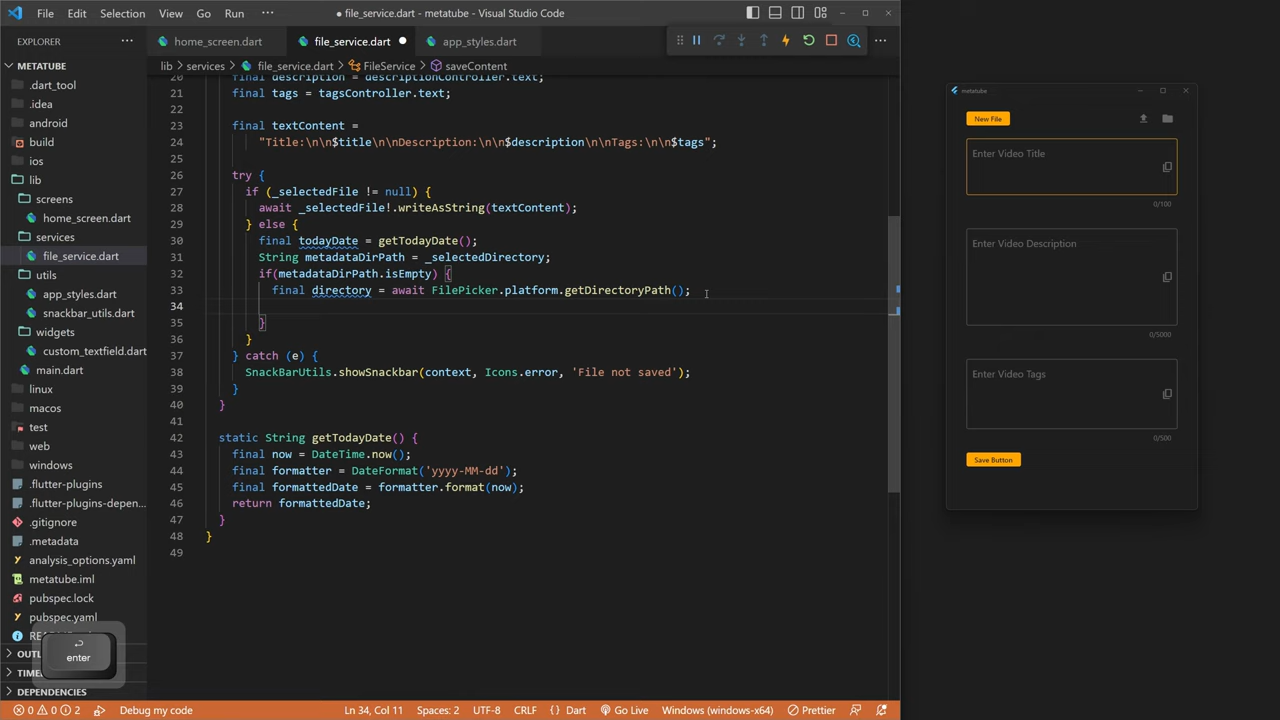 File Edit Selection View Go Run ··· ● file_service.dart - metatube - Visual Studio Code
EXPLORER ···
home_screen.dart file_service.dart ● app_styles.dart
METATUBE
lib > services > file_service.dart > FileService > saveContent
.dart_tool
.idea
android
build
ios
lib
screens
home_screen.dart
services
file_service.dart
utils
app_styles.dart
snackbar_utils.dart
widgets
custom_textfield.dart
main.dart
linux
macos
test
web
windows
.flutter-plugins
.flutter-plugins-depen...
.gitignore
.metadata
analysis_options.yaml
metatube.iml
pubspec.lock
pubspec.yaml
OUTL
TIME
DEPENDENCIES
enter
20 final description = descriptionController.text;
21 final tags = tagsController.text;
22
23 final textContent =
24 "Title:\n\n$title\n\nDescription:\n\n$description\n\nTags:\n\n$tags";
25
26 try {
27 if (_selectedFile != null) {
28 await _selectedFile!.writeAsString(textContent);
29 } else {
30 final todayDate = getTodayDate();
31 String metadataDirPath = _selectedDirectory;
32 if(metadataDirPath.isEmpty) {
33 final directory = await FilePicker.platform.getDirectoryPath();
34
35 }
36 }
37 } catch (e) {
38 SnackBarUtils.showSnackbar(context, Icons.error, 'File not saved');
39 }
40 }
41
42 static String getTodayDate() {
43 final now = DateTime.now();
44 final formatter = DateFormat('yyyy-MM-dd');
45 final formattedDate = formatter.format(now);
46 return formattedDate;
47 }
48 }
49
metatube
New File
Enter Video Title
0/100
Enter Video Description
0/5000
Enter Video Tags
0/500
Save Button
0 0 2 Debug my code Ln 34, Col 11 Spaces: 2 UTF-8 CRLF {} Dart Go Live Windows (windows-x64) Prettier